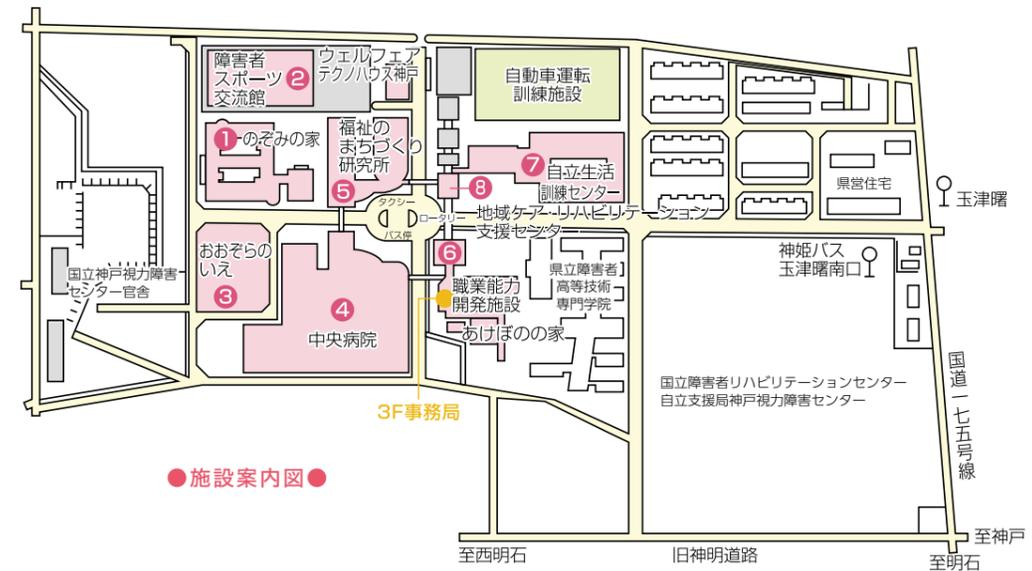 障害者
スポーツ
交流館
2
ウェルフェア
テクノハウス神戸
自動車運転
訓練施設
1
のぞみの家
福祉の
まちづくり
研究所
5
7
自立生活
訓練センター
8
県営住宅
玉津曙
タクシー
ロータリー
バス停
地域ケア・リハビリテーション
支援センタ
おおぞらの
いえ
3
国立神戸視力障害
センター官舎
4
中央病院
6
職業能力
開発施設
あけぼのの家
県立障害者
高等技術
専門学院
神姫バス
玉津曙南口
3F事務局
国立障害者リハビリテーションセンター
自立支援局神戸視力障害センター
国道一七五号線
●施設案内図●
至西明石
旧神明道路
至神戸
至明石